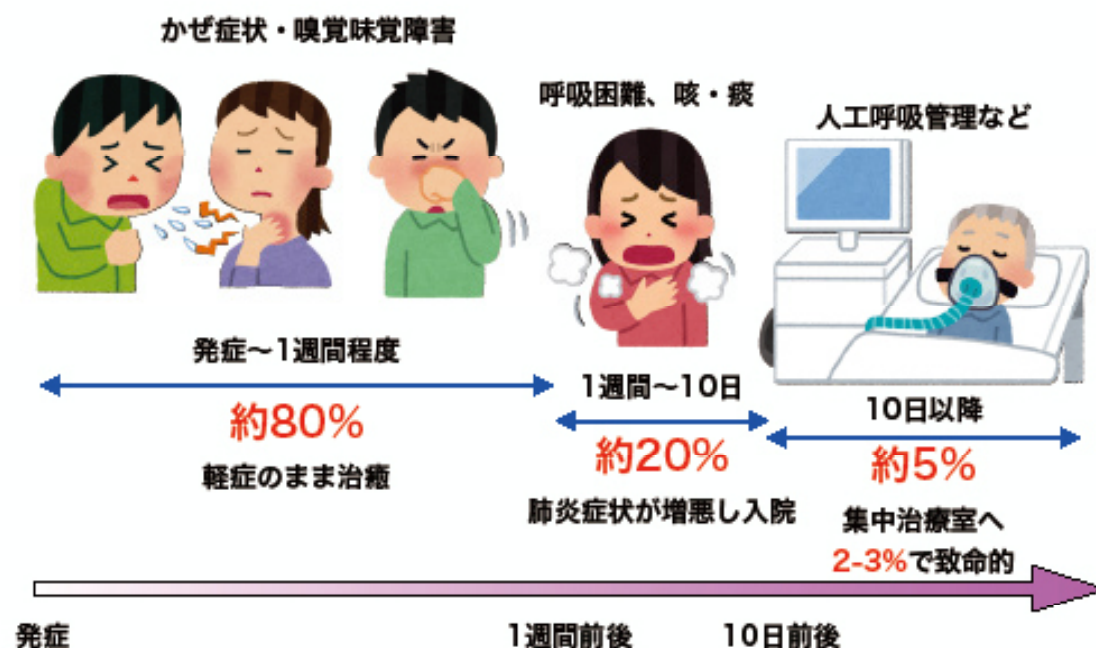 かぜ症状・嗅覚味覚障害
発症〜1週間程度
約80%
軽症のまま治癒
呼吸困難、咳・痰
1週間〜10日
約20%
肺炎症状が増悪し入院
人工呼吸管理など
10日以降
約5%
集中治療室へ
2-3%で致命的
発症
1週間前後
10日前後